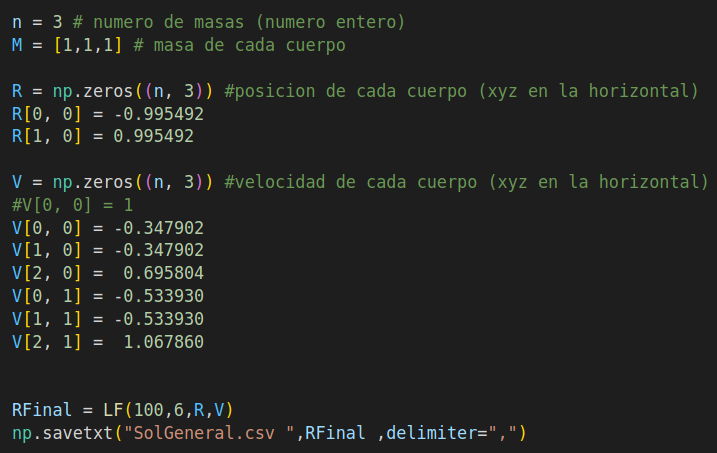 n = 3 # numero de masas (numero entero)
M = [1,1,1] # masa de cada cuerpo
R = np.zeros((n, 3)) #posicion de cada cuerpo (xyz en la horizontal)
R[0, 0] = -0.995492
R[1, 0] = 0.995492
V = np.zeros((n, 3)) #velocidad de cada cuerpo (xyz en la horizontal)
#V[0, 0] = 1
V[0, 0] = -0.347902
V[1, 0] = -0.347902
V[2, 0] =  0.695804
V[0, 1] = -0.533930
V[1, 1] = -0.533930
V[2, 1] =  1.067860
RFinal = LF(100,6,R,V)
np.savetxt("SolGeneral.csv ",RFinal ,delimiter=",")